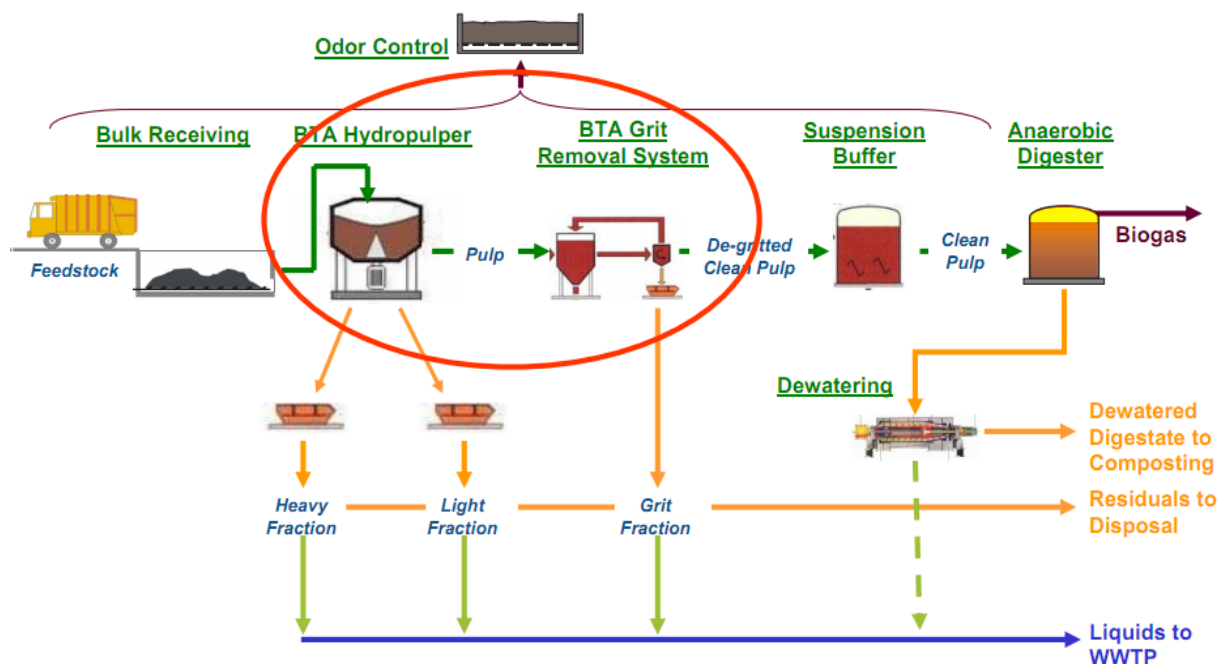 Odor Control
Bulk Receiving
BTA Hydropulper
BTA Grit
Removal System
Suspension
Buffer
Anaerobic
Digester
Feedstock
Pulp
De-gritted
Clean Pulp
Clean
Pulp
Biogas
Dewatering
Dewatered
Digestate to
Composting
Heavy
Fraction
Light
Fraction
Grit
Fraction
Residuals to
Disposal
Liquids to
WWTP